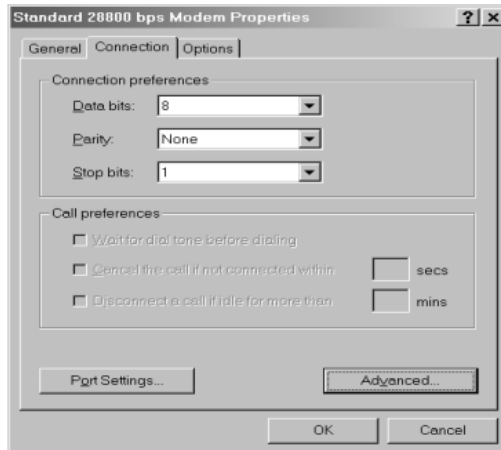 Standard 28800 bps Modem Properties ? ×
General Connection Options
Connection preferences
Data bits: 8
Parity: None
Stop bits: 1
Call preferences
Wait for dial tone before dialing
Cancel the call if not connected within secs
Disconnect a call if idle for more than mins
Port Settings... Advanced...
OK Cancel